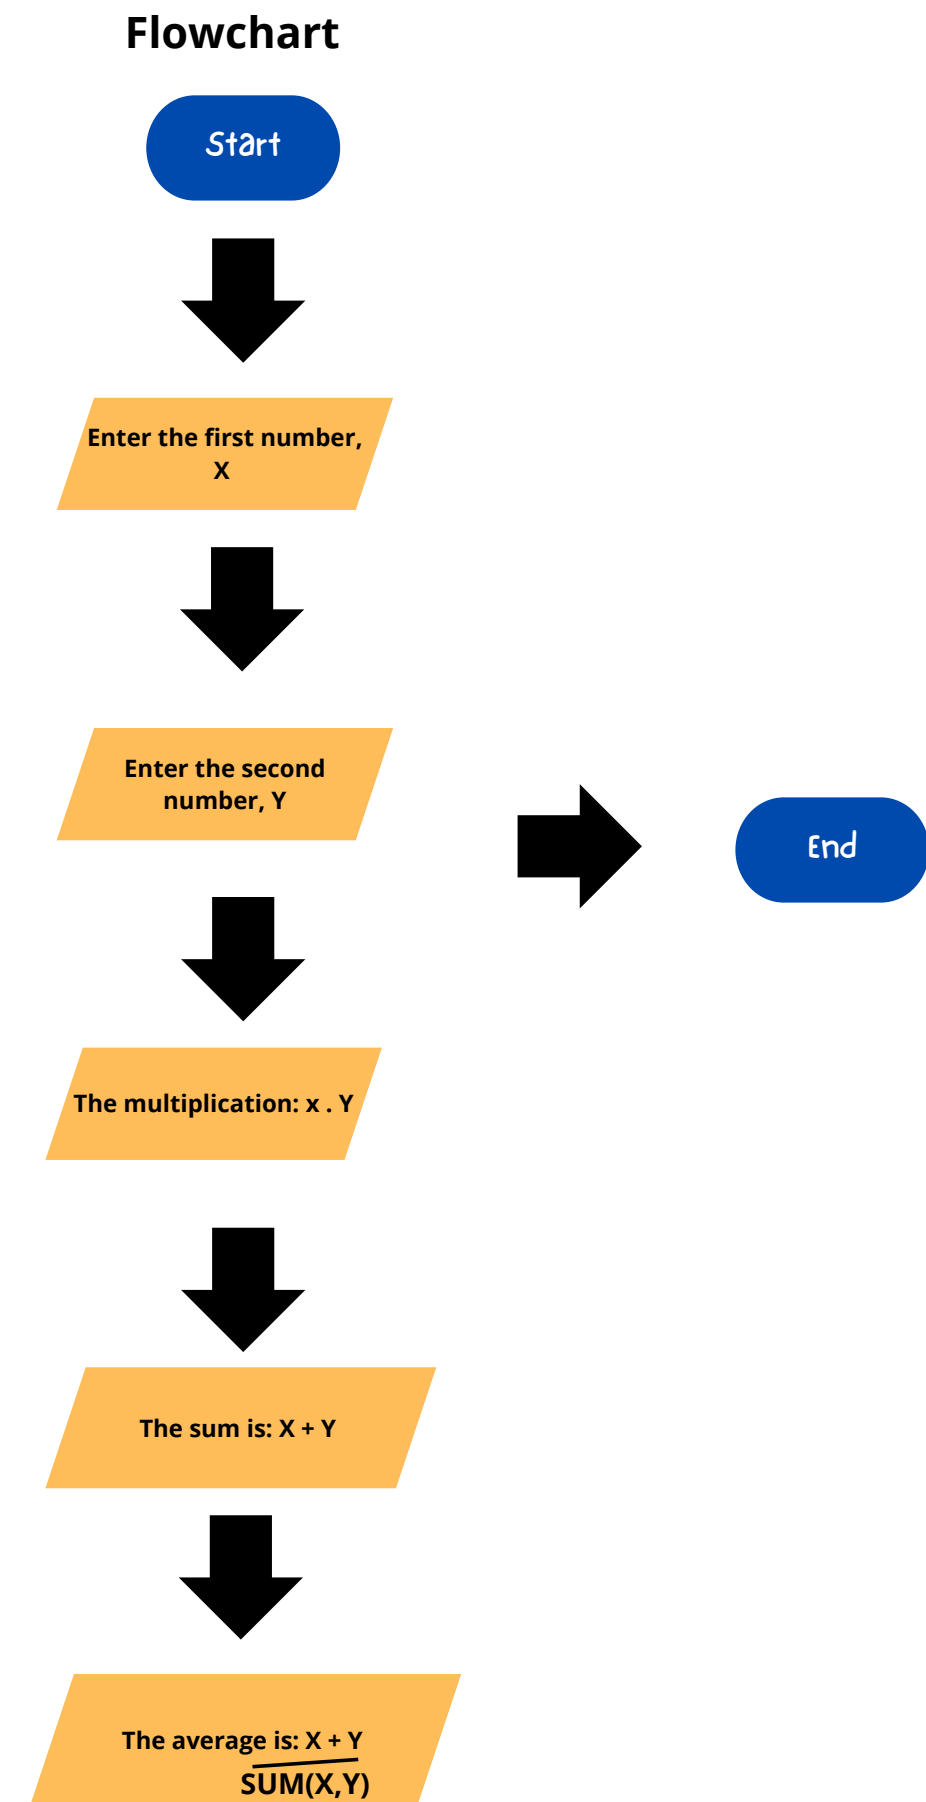 Flowchart
Start
Enter the first number,
X
Enter the second
number, Y
End
The multiplication: x . Y
The sum is: X + Y
The average is: X + Y
SUM(X,Y)